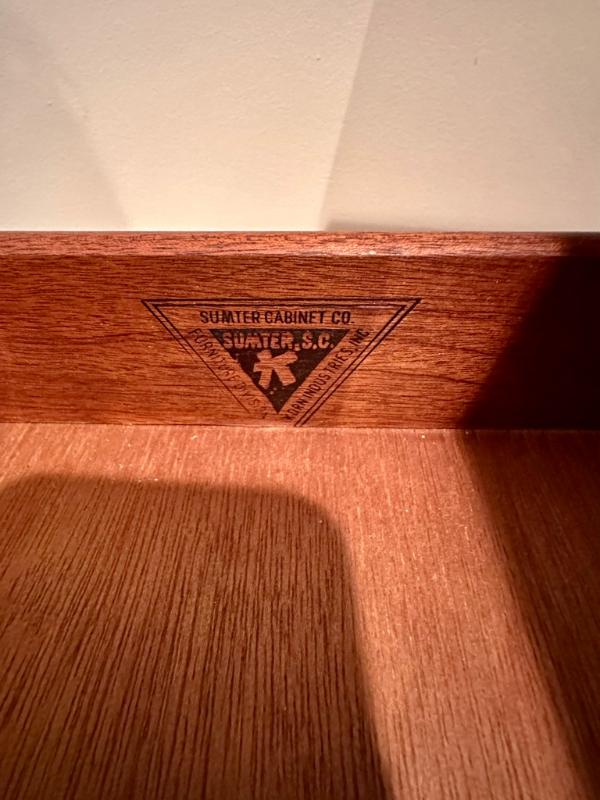 SUMTER CABINET CO.
SUMTER, S.C.
K
KORN INDUSTRIES, INC